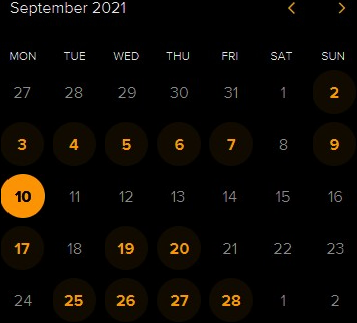 September 2021
MON TUE WED THU FRI SAT SUN
27 28 29 30 31 1 2
3 4 5 6 7 8 9
10 11 12 13 14 15 16
17 18 19 20 21 22 23
24 25 26 27 28 1 2